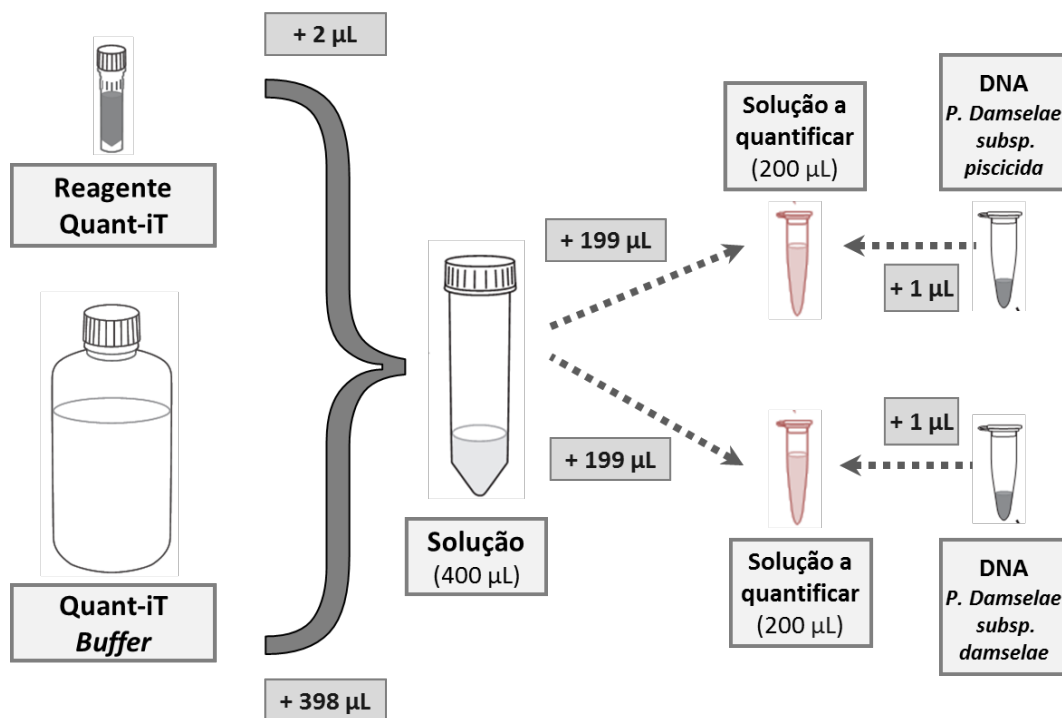 + 2 µL
Reagente
Quant-iT
Quant-iT
Buffer
+ 398 µL
Solução
(400 µL)
+ 199 µL
+ 199 µL
Solução a
quantificar
(200 µL)
+ 1 µL
DNA
P. Damselae
subsp.
piscicida
Solução a
quantificar
(200 µL)
+ 1 µL
DNA
P. Damselae
subsp.
damselae